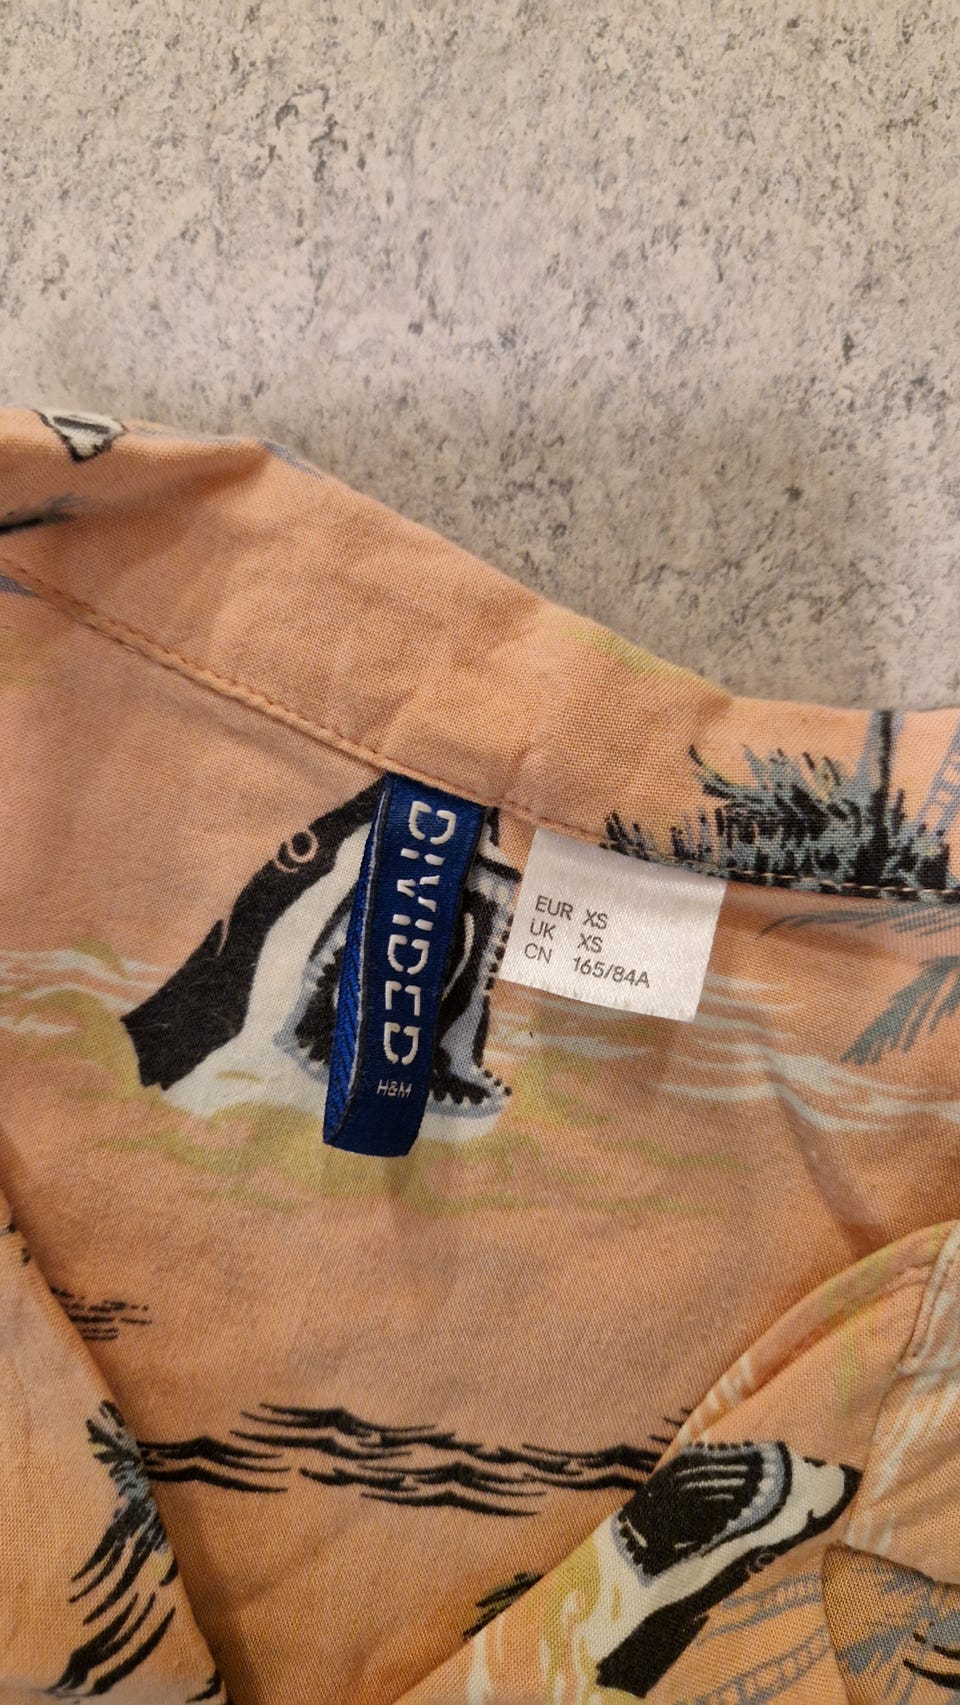 DIVIDED
H&M
EUR XS
UK XS
CN 165/84A